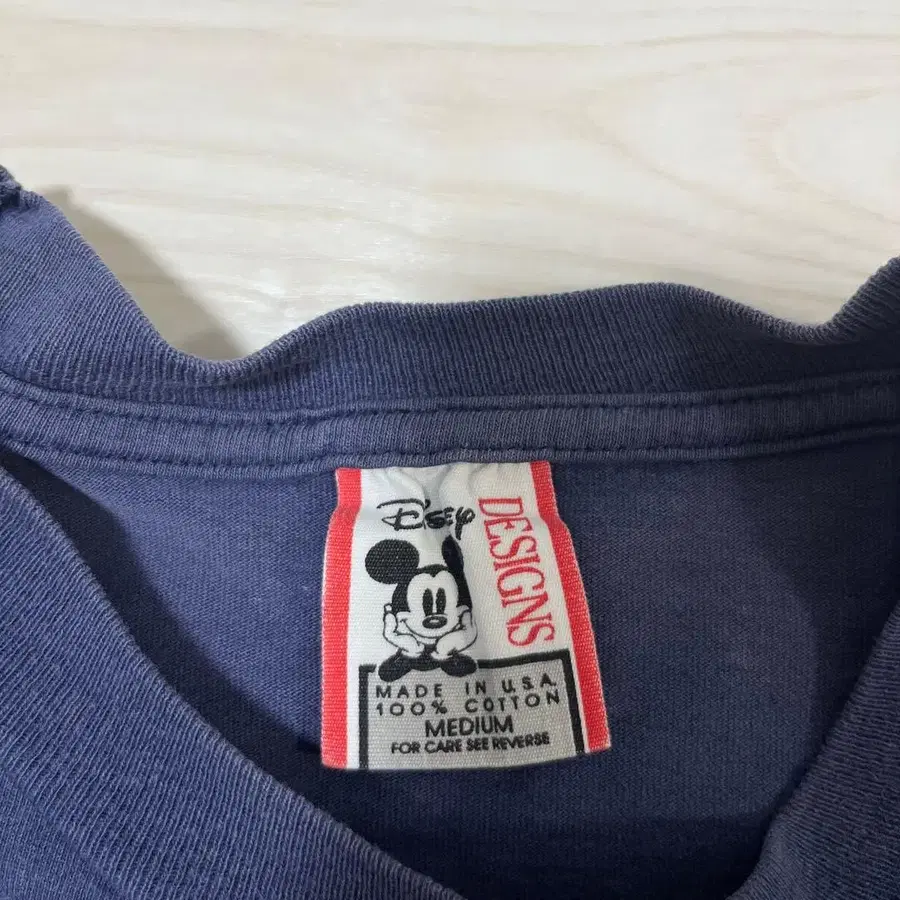 Disney
DESIGNS
MADE IN U.S.A.
100% COTTON
MEDIUM
FOR CARE SEE REVERSE